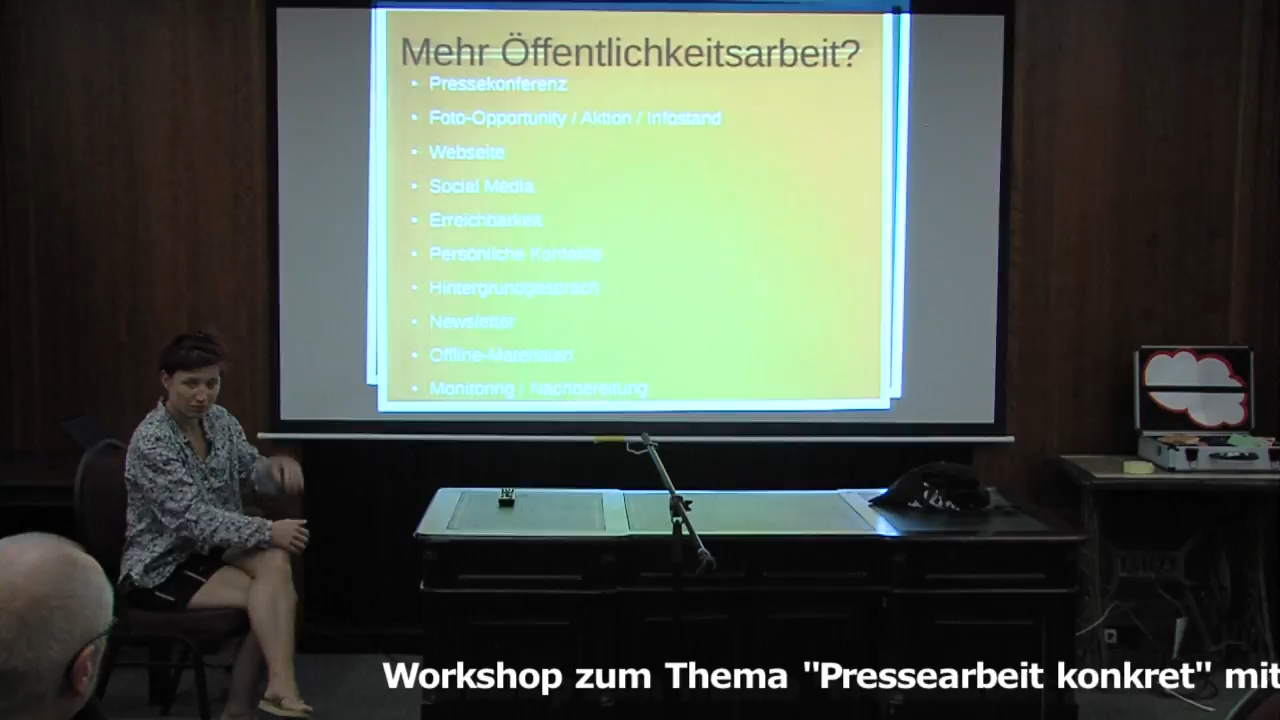 Mehr Öffentlichkeitsarbeit?
• Pressekonferenz
• Foto-Opportunity / Aktion / Infostand
• Webseite
• Social Media
• Erreichbarkeit
• Persönliche Kontakte
• Hintergrundgespräch
• Newsletter
• Offline-Materialien
• Monitoring / Nachbereitung
Workshop zum Thema "Pressearbeit konkret" mit